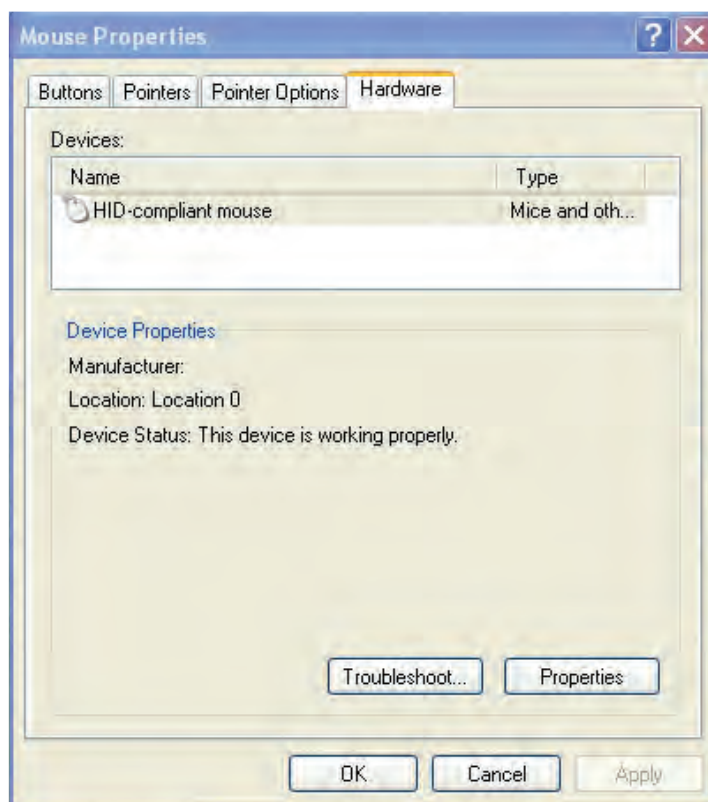 Mouse Properties
Buttons Pointers Pointer Options Hardware
Devices:
Name Type
HID-compliant mouse Mice and oth...
Device Properties
Manufacturer:
Location: Location 0
Device Status: This device is working properly.
Troubleshoot... Properties
OK Cancel Apply